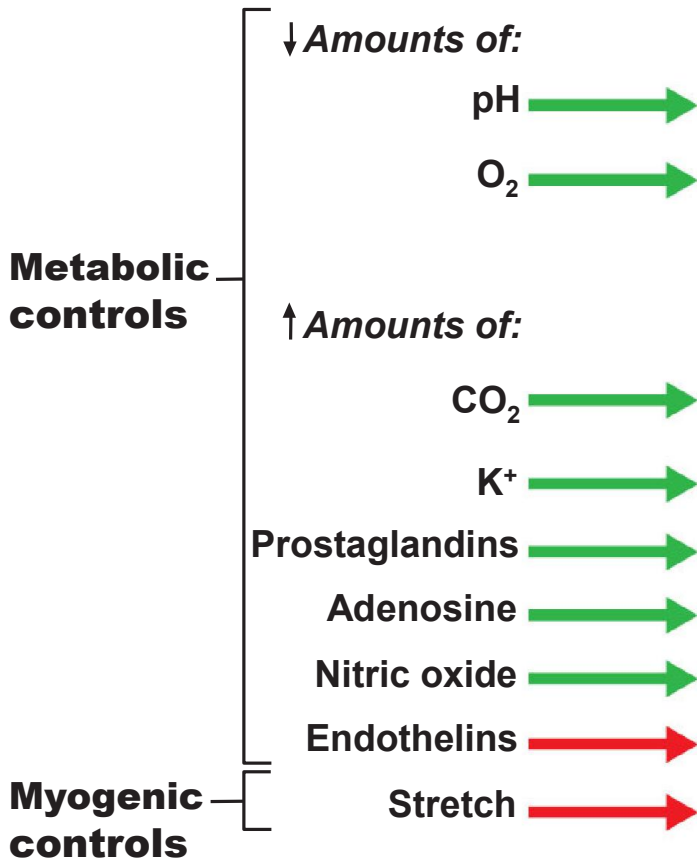 ↓ Amounts of:
pH
O₂
Metabolic
controls
↑ Amounts of:
CO₂
K⁺
Prostaglandins
Adenosine
Nitric oxide
Endothelins
Myogenic
controls
Stretch